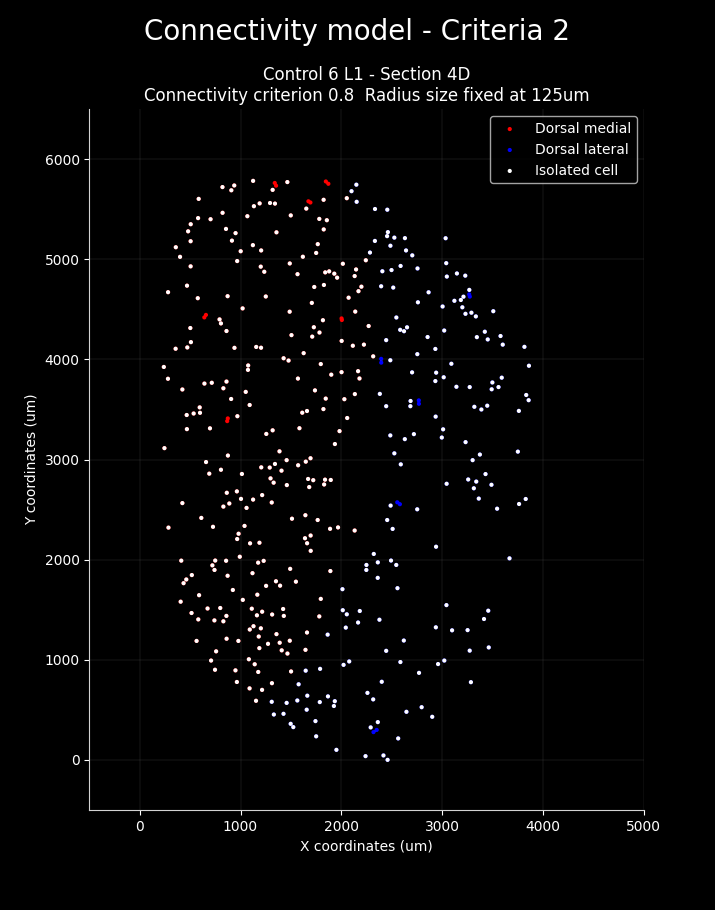 Connectivity model - Criteria 2
Control 6 L1 - Section 4D
Connectivity criterion 0.8  Radius size fixed at 125um
Dorsal medial
Dorsal lateral
Isolated cell
6000
5000
4000
3000
2000
1000
0
Y coordinates (um)
0 1000 2000 3000 4000 5000
X coordinates (um)